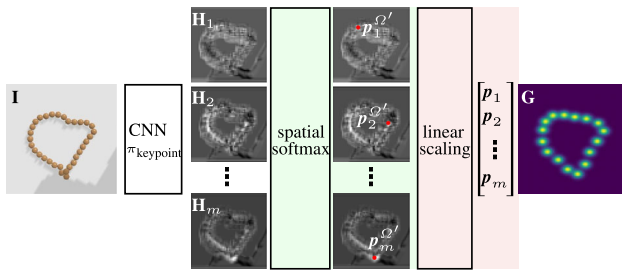 I
CNN
π_keypoint
H_1
H_2
H_m
spatial
softmax
p_1^Ω′
p_2^Ω′
p_m^Ω′
linear
scaling
p_1
p_2
p_m
G